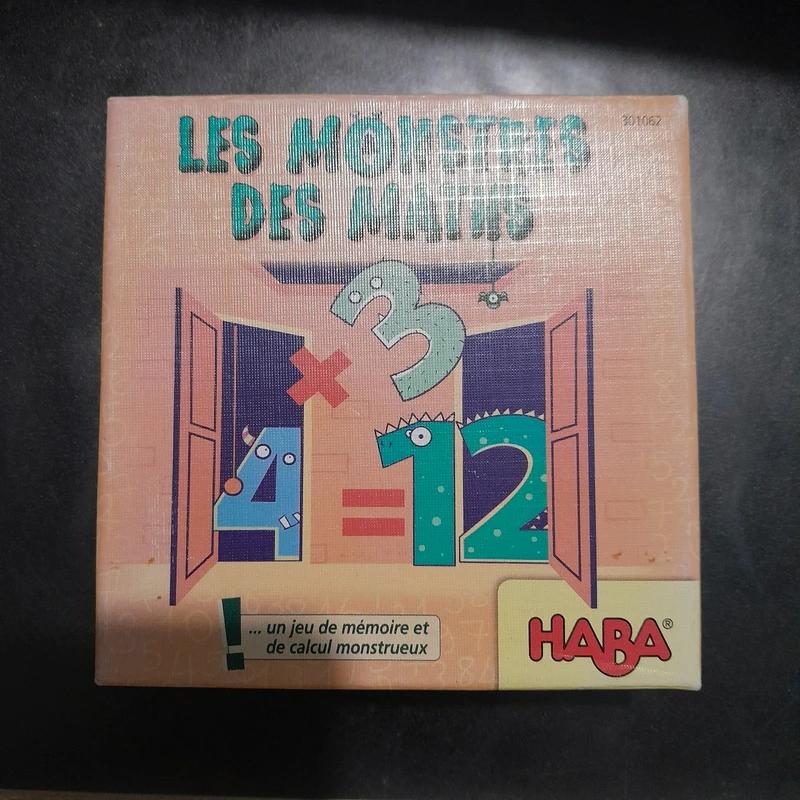 LES MONSTRES
301062
DES MATHS
3
×
4 = 12
... un jeu de mémoire et
de calcul monstrueux
HABA®